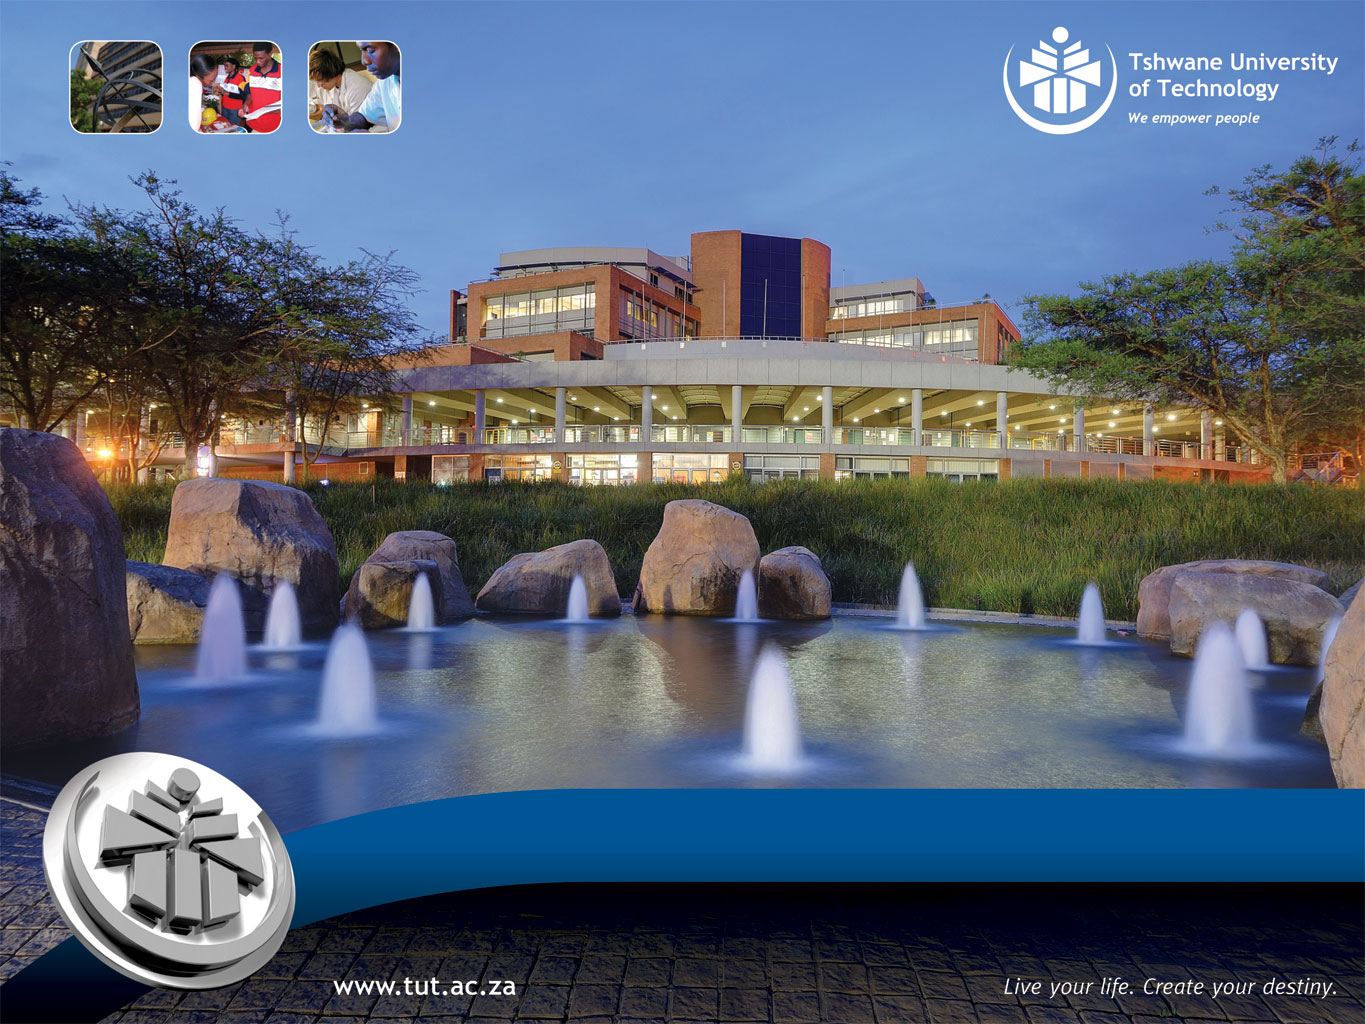 Tshwane University
of Technology
We empower people
www.tut.ac.za
Live your life. Create your destiny.